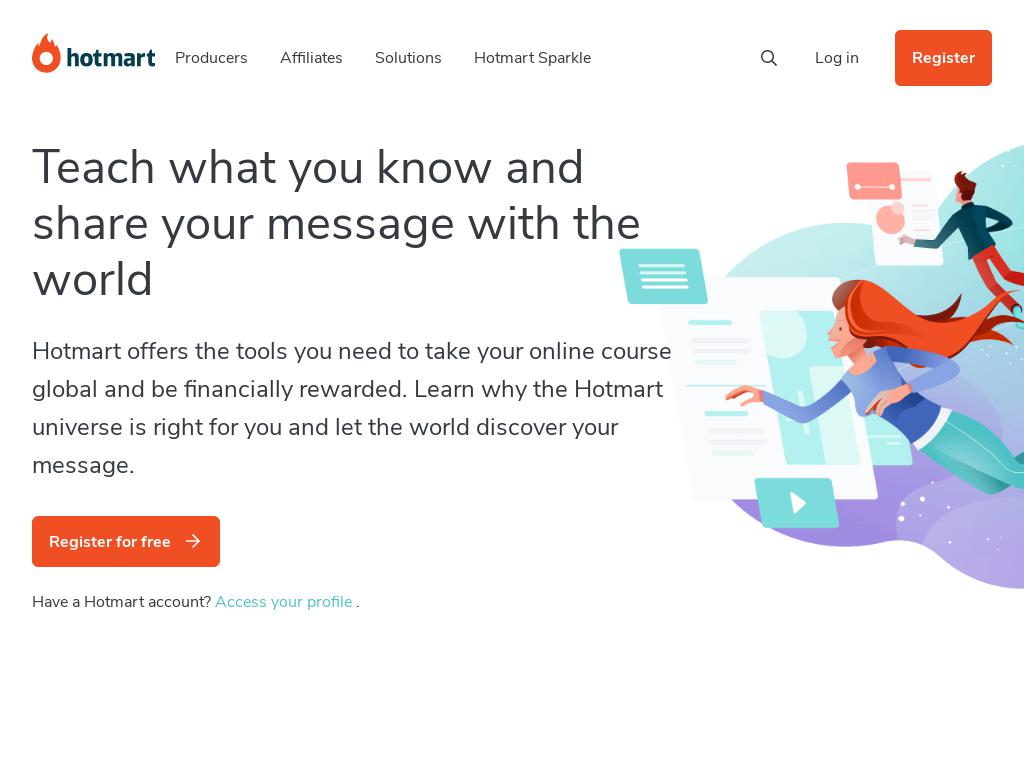 hotmart
Producers
Affiliates
Solutions
Hotmart Sparkle
Log in
Register
Teach what you know and
share your message with the
world
Hotmart offers the tools you need to take your online course
global and be financially rewarded. Learn why the Hotmart
universe is right for you and let the world discover your
message.
Register for free
Have a Hotmart account? Access your profile .